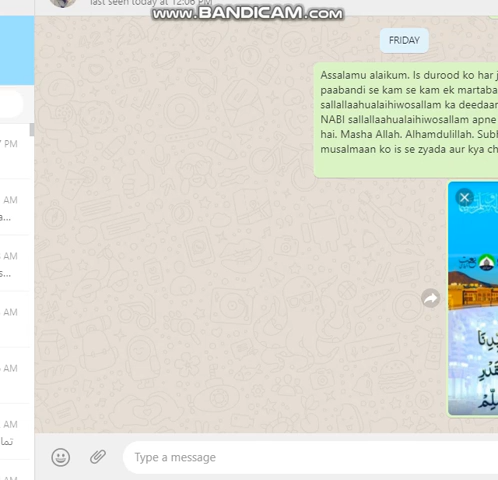 last seen today at 12:06 PM
www.BANDICAM.com
FRIDAY
Assalamu alaikum. Is durood ko har j
paabandi se kam se kam ek martaba
sallallaahualaihiwosallam ka deedaar
NABI sallallaahualaihiwosallam apne
hai. Masha Allah. Alhamdulillah. Subh
musalmaan ko is se zyada aur kya ch
PM
AM
a...
AM
s...
AM
AM
AM
تما
AM
Type a message